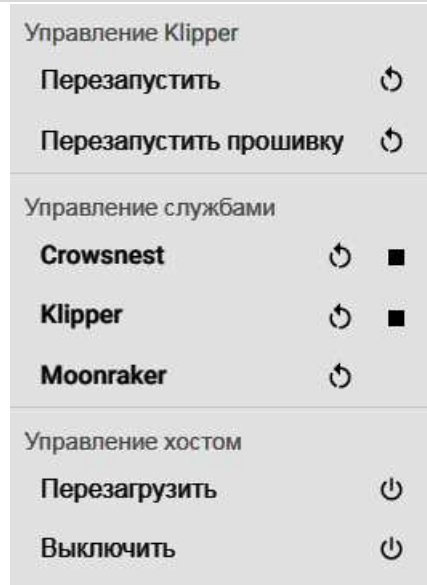 Управление Klipper
Перезапустить
Перезапустить прошивку
Управление службами
Crowsnest
Klipper
Moonraker
Управление хостом
Перезагрузить
Выключить